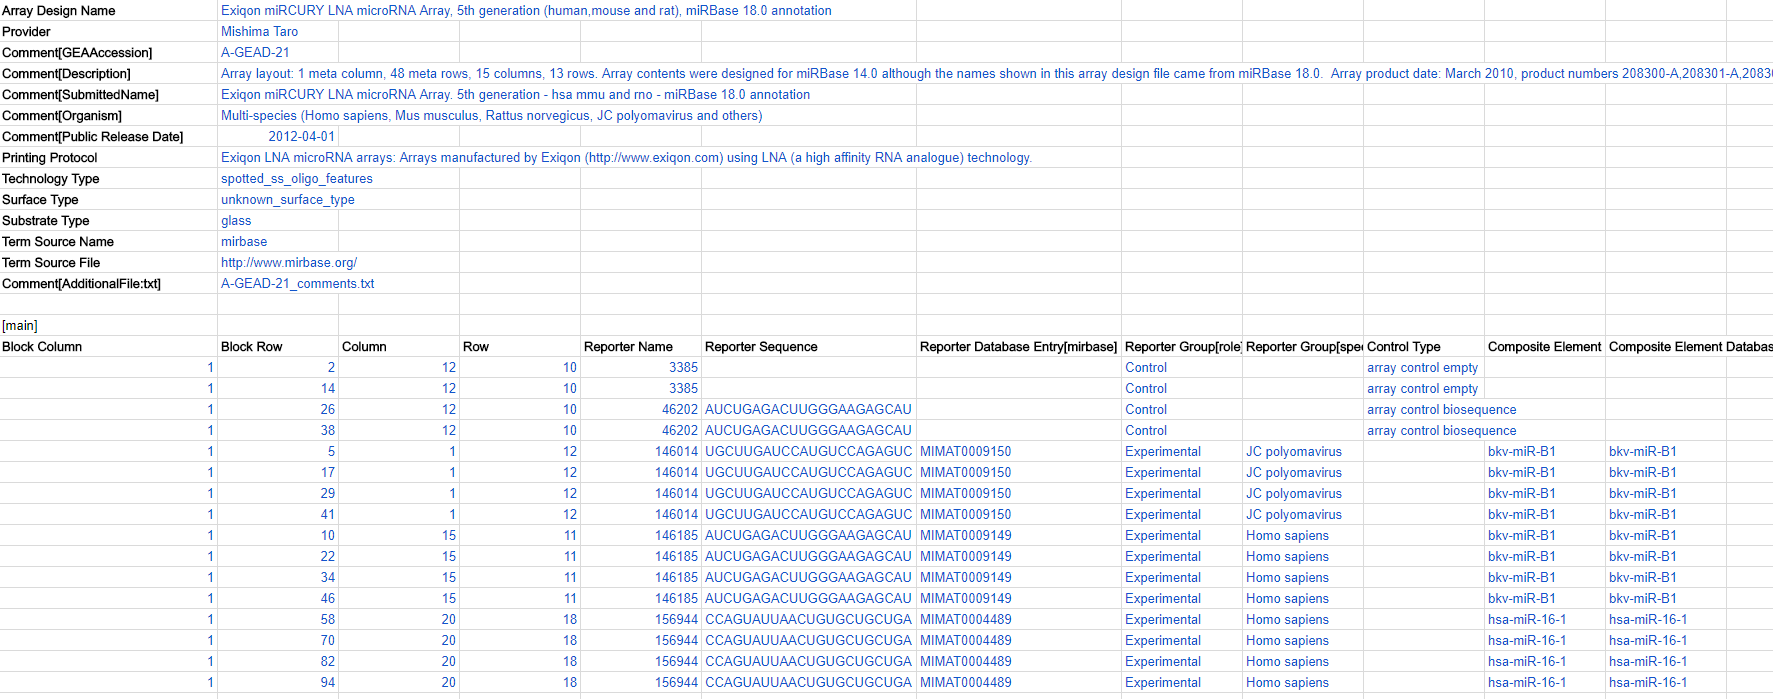 Array Design Name Exiqon miRCURY LNA microRNA Array, 5th generation (human,mouse and rat), miRBase 18.0 annotation
Provider Mishima Taro
Comment[GEAAccession] A-GEAD-21
Comment[Description] Array layout: 1 meta column, 48 meta rows, 15 columns, 13 rows. Array contents were designed for miRBase 14.0 although the names shown in this array design file came from miRBase 18.0. Array product date: March 2010, product numbers 208300-A,208301-A,2083
Comment[SubmittedName] Exiqon miRCURY LNA microRNA Array. 5th generation - hsa mmu and rno - miRBase 18.0 annotation
Comment[Organism] Multi-species (Homo sapiens, Mus musculus, Rattus norvegicus, JC polyomavirus and others)
Comment[Public Release Date] 2012-04-01
Printing Protocol Exiqon LNA microRNA arrays: Arrays manufactured by Exiqon (http://www.exiqon.com) using LNA (a high affinity RNA analogue) technology.
Technology Type spotted_ss_oligo_features
Surface Type unknown_surface_type
Substrate Type glass
Term Source Name mirbase
Term Source File http://www.mirbase.org/
Comment[AdditionalFile:txt] A-GEAD-21_comments.txt
[main]
Block Column Block Row Column Row Reporter Name Reporter Sequence Reporter Database Entry[mirbase] Reporter Group[role] Reporter Group[spe Control Type Composite Element Composite Element Databas
1 2 12 10 3385 Control array control empty
1 14 12 10 3385 Control array control empty
1 26 12 10 46202 AUCUGAGACUUGGGAAGAGCAU Control array control biosequence
1 38 12 10 46202 AUCUGAGACUUGGGAAGAGCAU Control array control biosequence
1 5 1 12 146014 UGCUUGAUCCAUGUCCAGAGUC MIMAT0009150 Experimental JC polyomavirus bkv-miR-B1 bkv-miR-B1
1 17 1 12 146014 UGCUUGAUCCAUGUCCAGAGUC MIMAT0009150 Experimental JC polyomavirus bkv-miR-B1 bkv-miR-B1
1 29 1 12 146014 UGCUUGAUCCAUGUCCAGAGUC MIMAT0009150 Experimental JC polyomavirus bkv-miR-B1 bkv-miR-B1
1 41 1 12 146014 UGCUUGAUCCAUGUCCAGAGUC MIMAT0009150 Experimental JC polyomavirus bkv-miR-B1 bkv-miR-B1
1 10 15 11 146185 AUCUGAGACUUGGGAAGAGCAU MIMAT0009149 Experimental Homo sapiens bkv-miR-B1 bkv-miR-B1
1 22 15 11 146185 AUCUGAGACUUGGGAAGAGCAU MIMAT0009149 Experimental Homo sapiens bkv-miR-B1 bkv-miR-B1
1 34 15 11 146185 AUCUGAGACUUGGGAAGAGCAU MIMAT0009149 Experimental Homo sapiens bkv-miR-B1 bkv-miR-B1
1 46 15 11 146185 AUCUGAGACUUGGGAAGAGCAU MIMAT0009149 Experimental Homo sapiens bkv-miR-B1 bkv-miR-B1
1 58 20 18 156944 CCAGUAUUAACUGUGCUGCUGA MIMAT0004489 Experimental Homo sapiens hsa-miR-16-1 hsa-miR-16-1
1 70 20 18 156944 CCAGUAUUAACUGUGCUGCUGA MIMAT0004489 Experimental Homo sapiens hsa-miR-16-1 hsa-miR-16-1
1 82 20 18 156944 CCAGUAUUAACUGUGCUGCUGA MIMAT0004489 Experimental Homo sapiens hsa-miR-16-1 hsa-miR-16-1
1 94 20 18 156944 CCAGUAUUAACUGUGCUGCUGA MIMAT0004489 Experimental Homo sapiens hsa-miR-16-1 hsa-miR-16-1